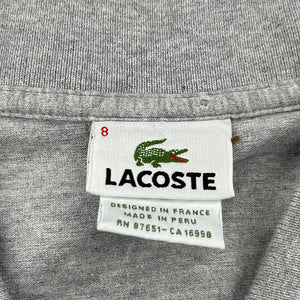 8
LACOSTE
DESIGNED IN FRANCE
MADE IN PERU
RN 87651-CA 16998